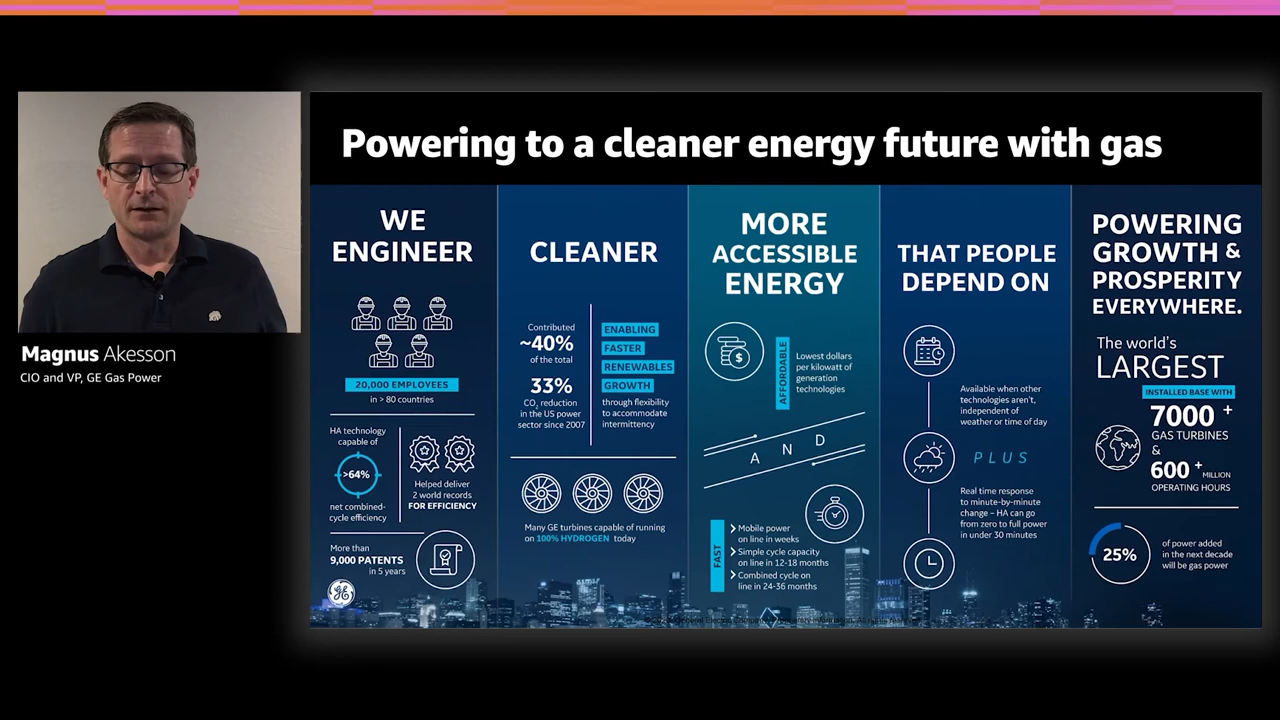 Powering to a cleaner energy future with gas
WE
ENGINEER
20,000 EMPLOYEES
in > 80 countries
HA technology
capable of
>64%
net combined-
cycle efficiency
Helped deliver
2 world records
FOR EFFICIENCY
More than
9,000 PATENTS
in 5 years
GE
CLEANER
Contributed
~40%
of the total
33%
CO2 reduction
in the US power
sector since 2007
ENABLING
FASTER
RENEWABLES
GROWTH
through flexibility
to accommodate
intermittency
Many GE turbines capable of running
on 100% HYDROGEN today
MORE
ACCESSIBLE
ENERGY
$
AFFORDABLE
Lowest dollars
per kilowatt of
generation
technologies
AND
FAST
Mobile power
on line in weeks
Simple cycle capacity
on line in 12-18 months
Combined cycle on
line in 24-36 months
THAT PEOPLE
DEPEND ON
Available when other
technologies aren't,
independent of
weather or time of day
PLUS
Real time response
to minute-by-minute
change – HA can go
from zero to full power
in under 30 minutes
POWERING
GROWTH &
PROSPERITY
EVERYWHERE.
The world's
LARGEST
INSTALLED BASE WITH
7000 +
GAS TURBINES
&
600 + MILLION
OPERATING HOURS
25%
of power added
in the next decade
will be gas power
Magnus Akesson
CIO and VP, GE Gas Power